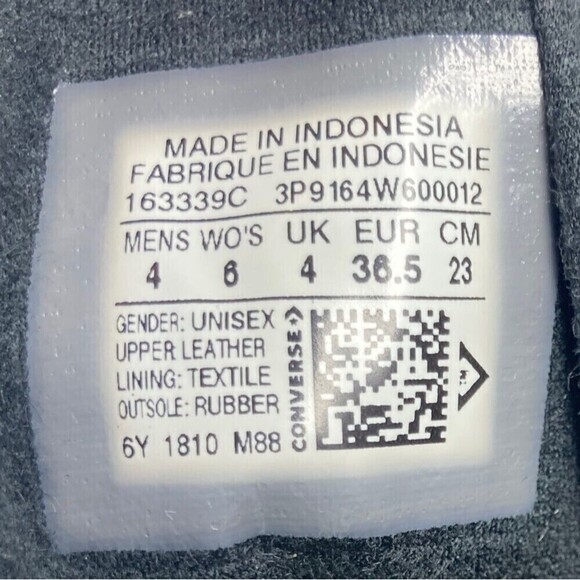 MADE IN INDONESIA
FABRIQUE EN INDONESIE
163339C 3P9164W600012
MENS WO'S UK EUR CM
4 6 4 36.5 23
GENDER: UNISEX
UPPER LEATHER
LINING: TEXTILE
OUTSOLE: RUBBER
6Y 1810 M88
CONVERSE
TM